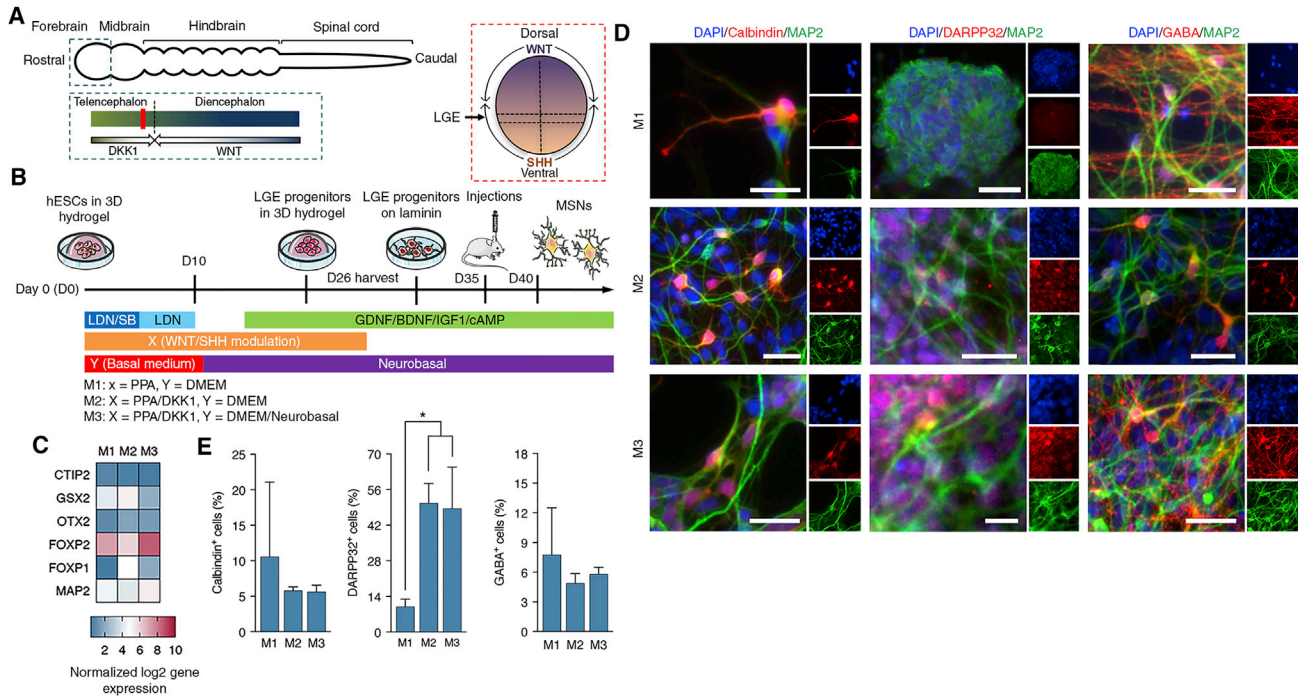 A
Forebrain Midbrain Hindbrain Spinal cord
Rostral
Caudal
Telencephalon Diencephalon
DKK1 WNT
Dorsal
WNT
LGE
SHH
Ventral
B
hESCs in 3D
hydrogel
LGE progenitors
in 3D hydrogel
LGE progenitors
on laminin
Injections
MSNs
D10
D26 harvest
D35
D40
Day 0 (D0)
LDN/SB LDN GDNF/BDNF/IGF1/cAMP
X (WNT/SHH modulation)
Y (Basal medium) Neurobasal
M1: x = PPA, Y = DMEM
M2: X = PPA/DKK1, Y = DMEM
M3: X = PPA/DKK1, Y = DMEM/Neurobasal
C
M1 M2 M3
CTIP2
GSX2
OTX2
FOXP2
FOXP1
MAP2
2 4 6 8 10
Normalized log2 gene
expression
E
Calbindin+ cells (%)
25
20
15
10
5
0
M1 M2 M3
*
DARPP32+ cells (%)
70
56
42
28
14
0
M1 M2 M3
GABA+ cells (%)
18
15
12
9
6
3
0
M1 M2 M3
D
DAPI/Calbindin/MAP2 DAPI/DARPP32/MAP2 DAPI/GABA/MAP2
M1
M2
M3